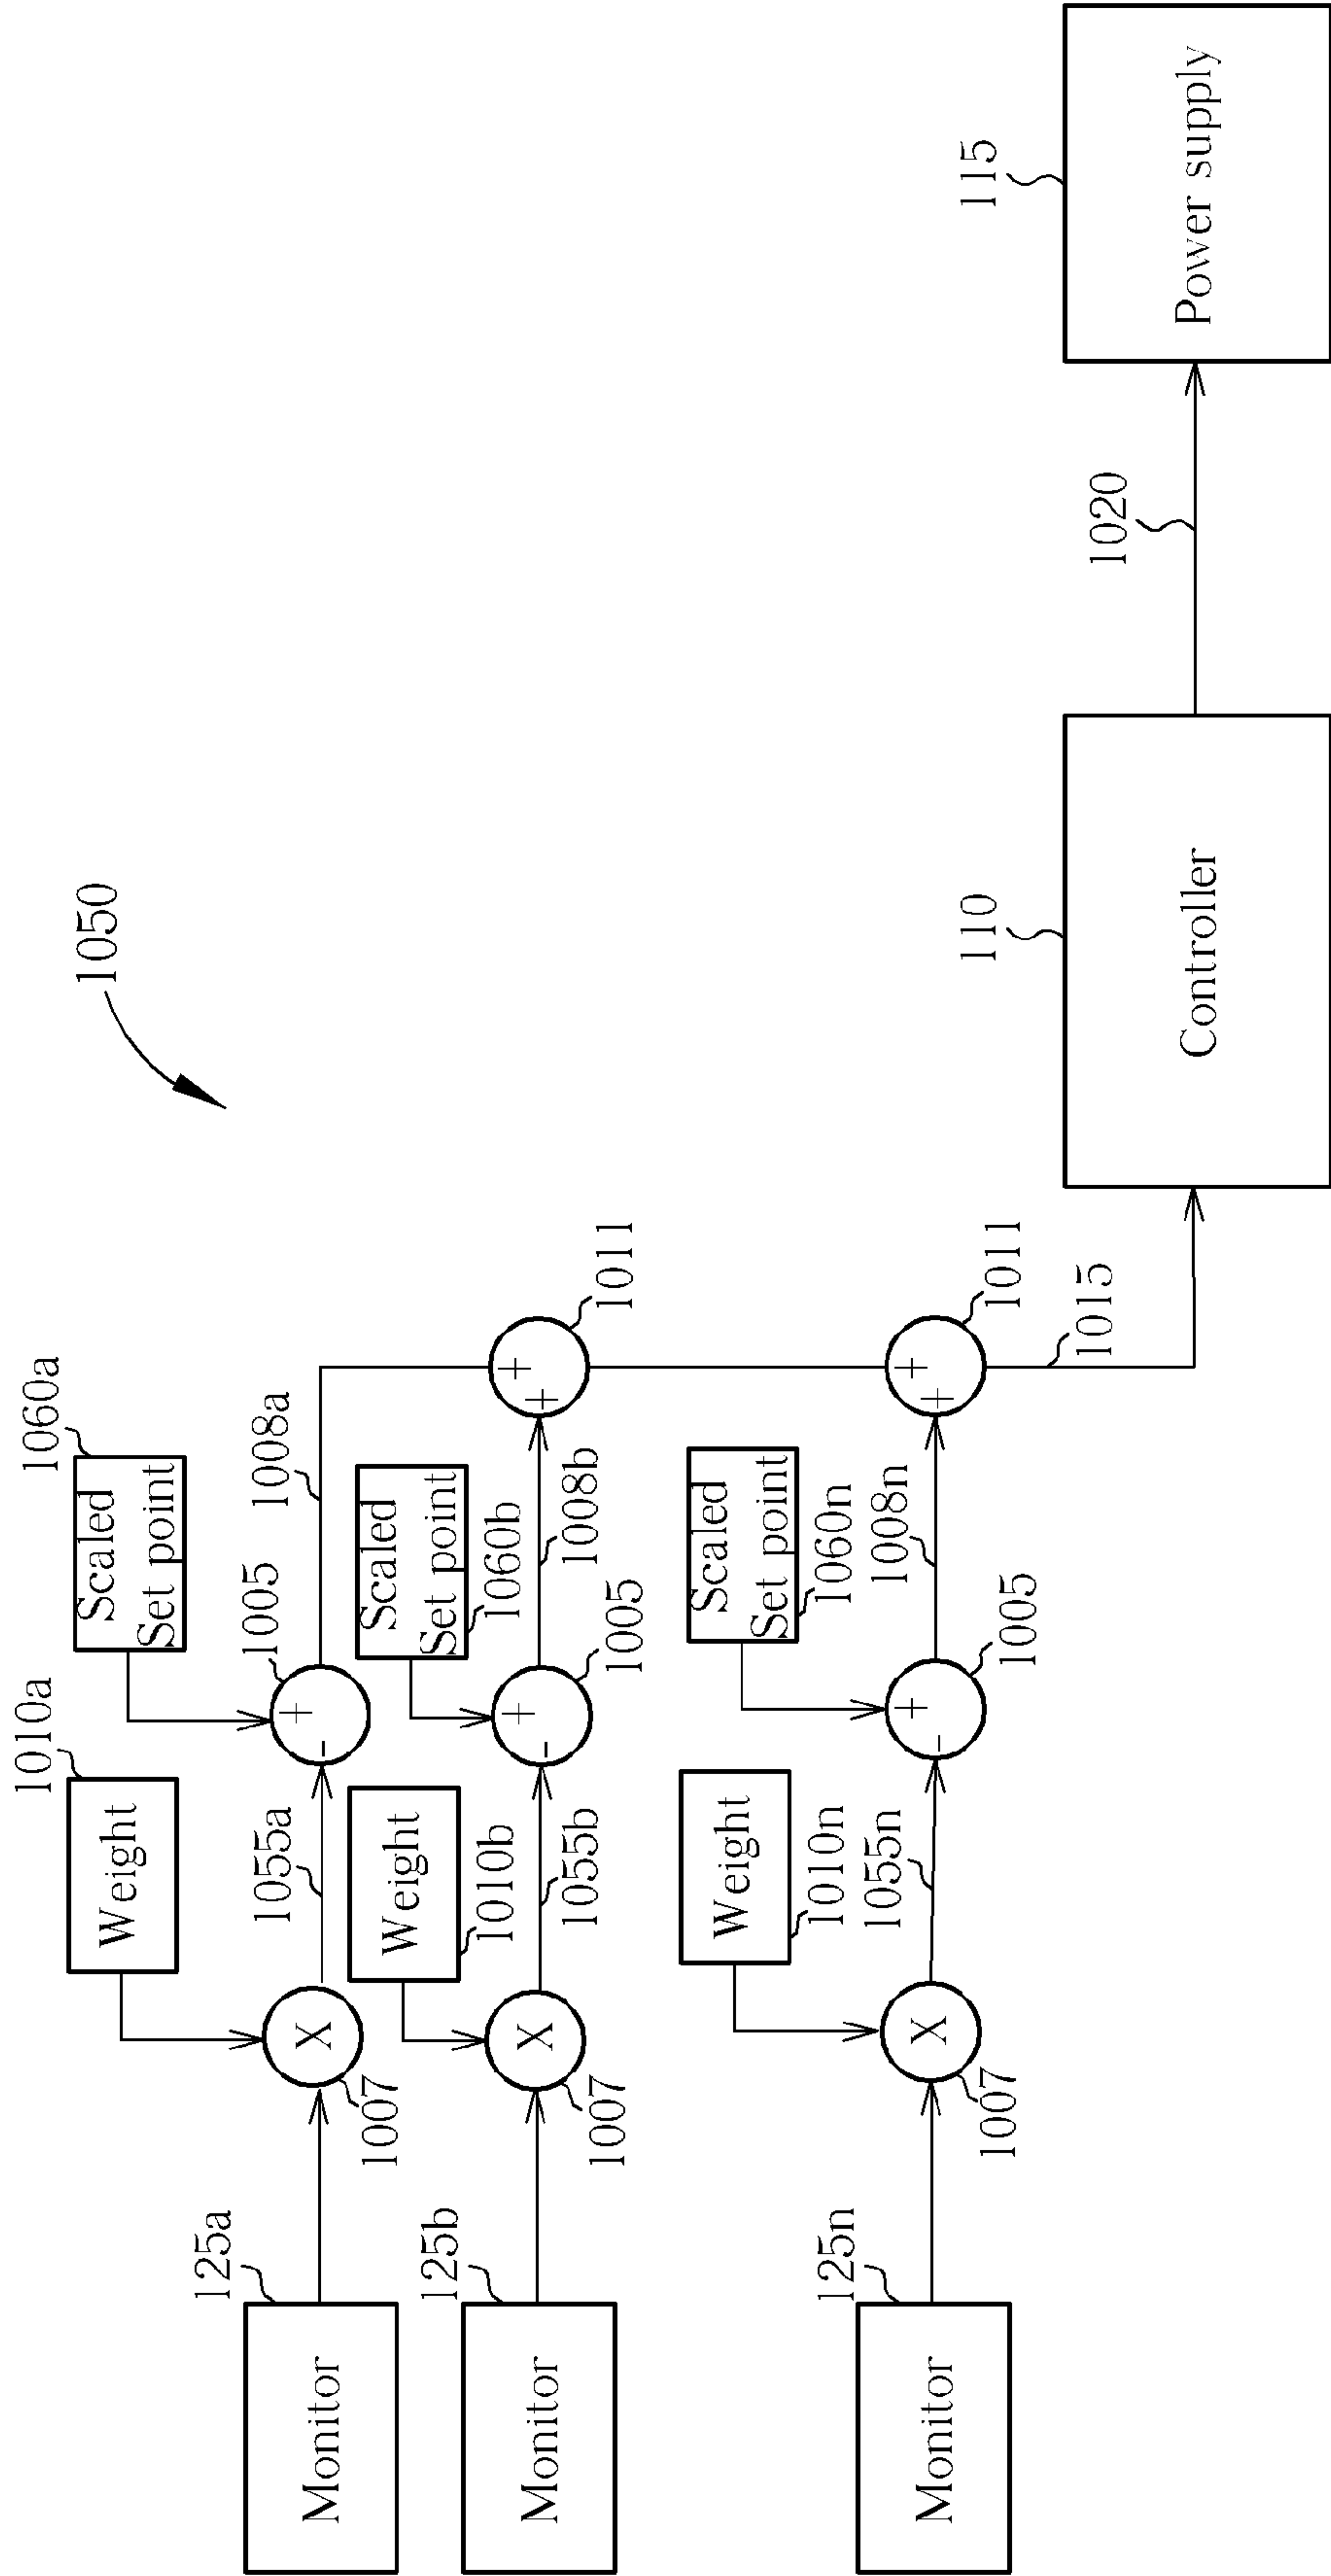 1050
1010a
1060a
Weight
Scaled
Set point
125a
1055a
1005
1008a
Monitor
X
1007
- +
Weight
1010b
Scaled
Set point
1060b
125b
1055b
1008b
Monitor
X
1007
- +
1005
+ +
1011
Weight
1010n
Scaled
Set point
1060n
125n
1055n
1008n
Monitor
X
1007
- +
1005
+ +
1011
1015
110
Controller
1020
115
Power supply